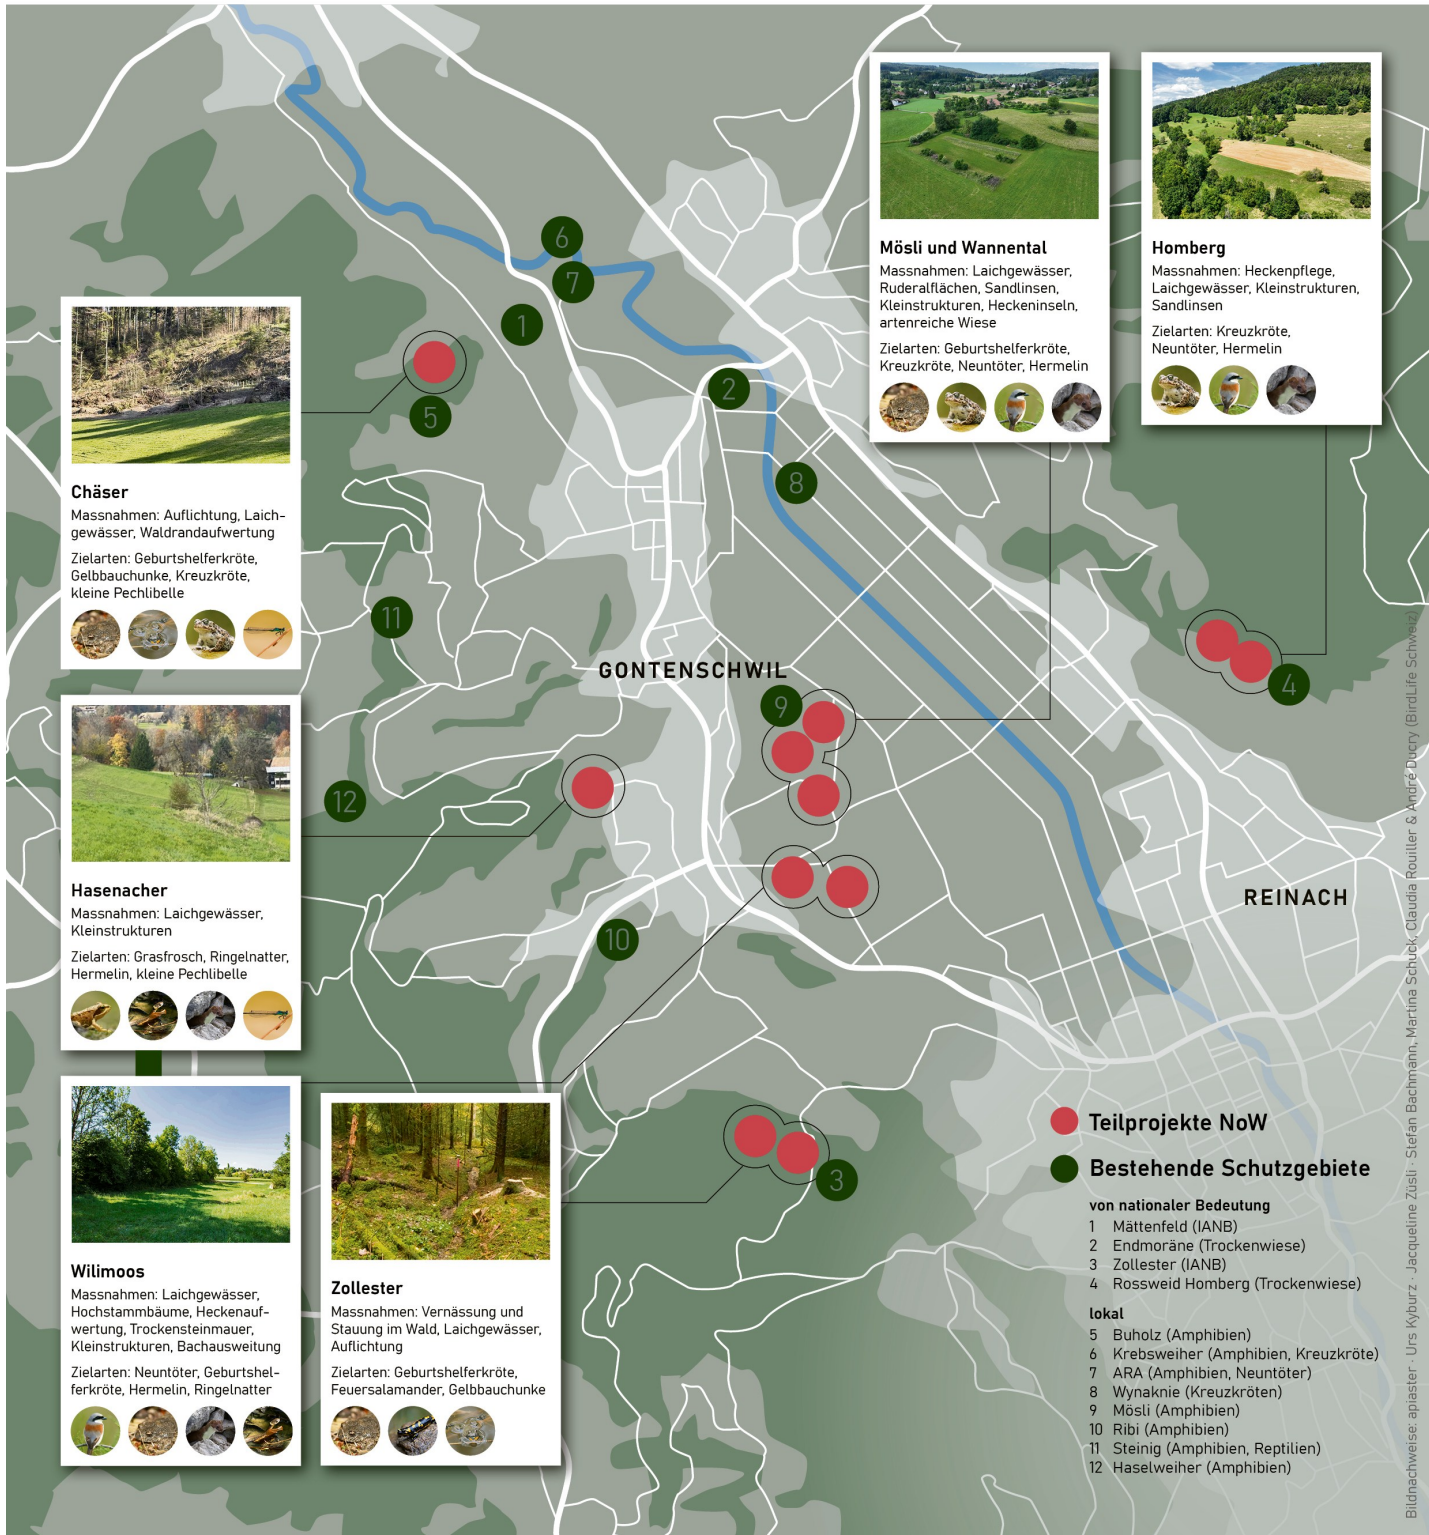 Mösli und Wannental
Massnahmen: Laichgewässer,
Ruderalflächen, Sandlinsen,
Kleinstrukturen, Heckeninseln,
artenreiche Wiese
Zielarten: Geburtshelferkröte,
Kreuzkröte, Neuntöter, Hermelin
Homberg
Massnahmen: Heckenpflege,
Laichgewässer, Kleinstrukturen,
Sandlinsen
Zielarten: Kreuzkröte,
Neuntöter, Hermelin
6
7
1
5
2
8
Chäser
Massnahmen: Auflichtung, Laich-
gewässer, Waldrandaufwertung
Zielarten: Geburtshelferkröte,
Gelbbauchunke, Kreuzkröte,
kleine Pechlibelle
11
GONTENSCHWIL
9
4
12
Hasenacher
Massnahmen: Laichgewässer,
Kleinstrukturen
Zielarten: Grasfrosch, Ringelnatter,
Hermelin, kleine Pechlibelle
REINACH
10
3
Wilimoos
Massnahmen: Laichgewässer,
Hochstammbäume, Heckenauf-
wertung, Trockensteinmauer,
Kleinstrukturen, Bachausweitung
Zielarten: Neuntöter, Geburtshel-
ferkröte, Hermelin, Ringelnatter
Zollester
Massnahmen: Vernässung und
Stauung im Wald, Laichgewässer,
Auflichtung
Zielarten: Geburtshelferkröte,
Feuersalamander, Gelbbauchunke
Teilprojekte NoW
Bestehende Schutzgebiete
von nationaler Bedeutung
1 Mättenfeld (IANB)
2 Endmoräne (Trockenwiese)
3 Zollester (IANB)
4 Rossweid Homberg (Trockenwiese)
lokal
5 Buholz (Amphibien)
6 Krebsweiher (Amphibien, Kreuzkröte)
7 ARA (Amphibien, Neuntöter)
8 Wynaknie (Kreuzkröten)
9 Mösli (Amphibien)
10 Ribi (Amphibien)
11 Steinig (Amphibien, Reptilien)
12 Haselweiher (Amphibien)
Bildnachweise: apiaster · Urs Kyburz · Jacqueline Züsli · Stefan Bachmann, Martina Schuck, Claudia Rouiller & André Ducry (BirdLife Schweiz)